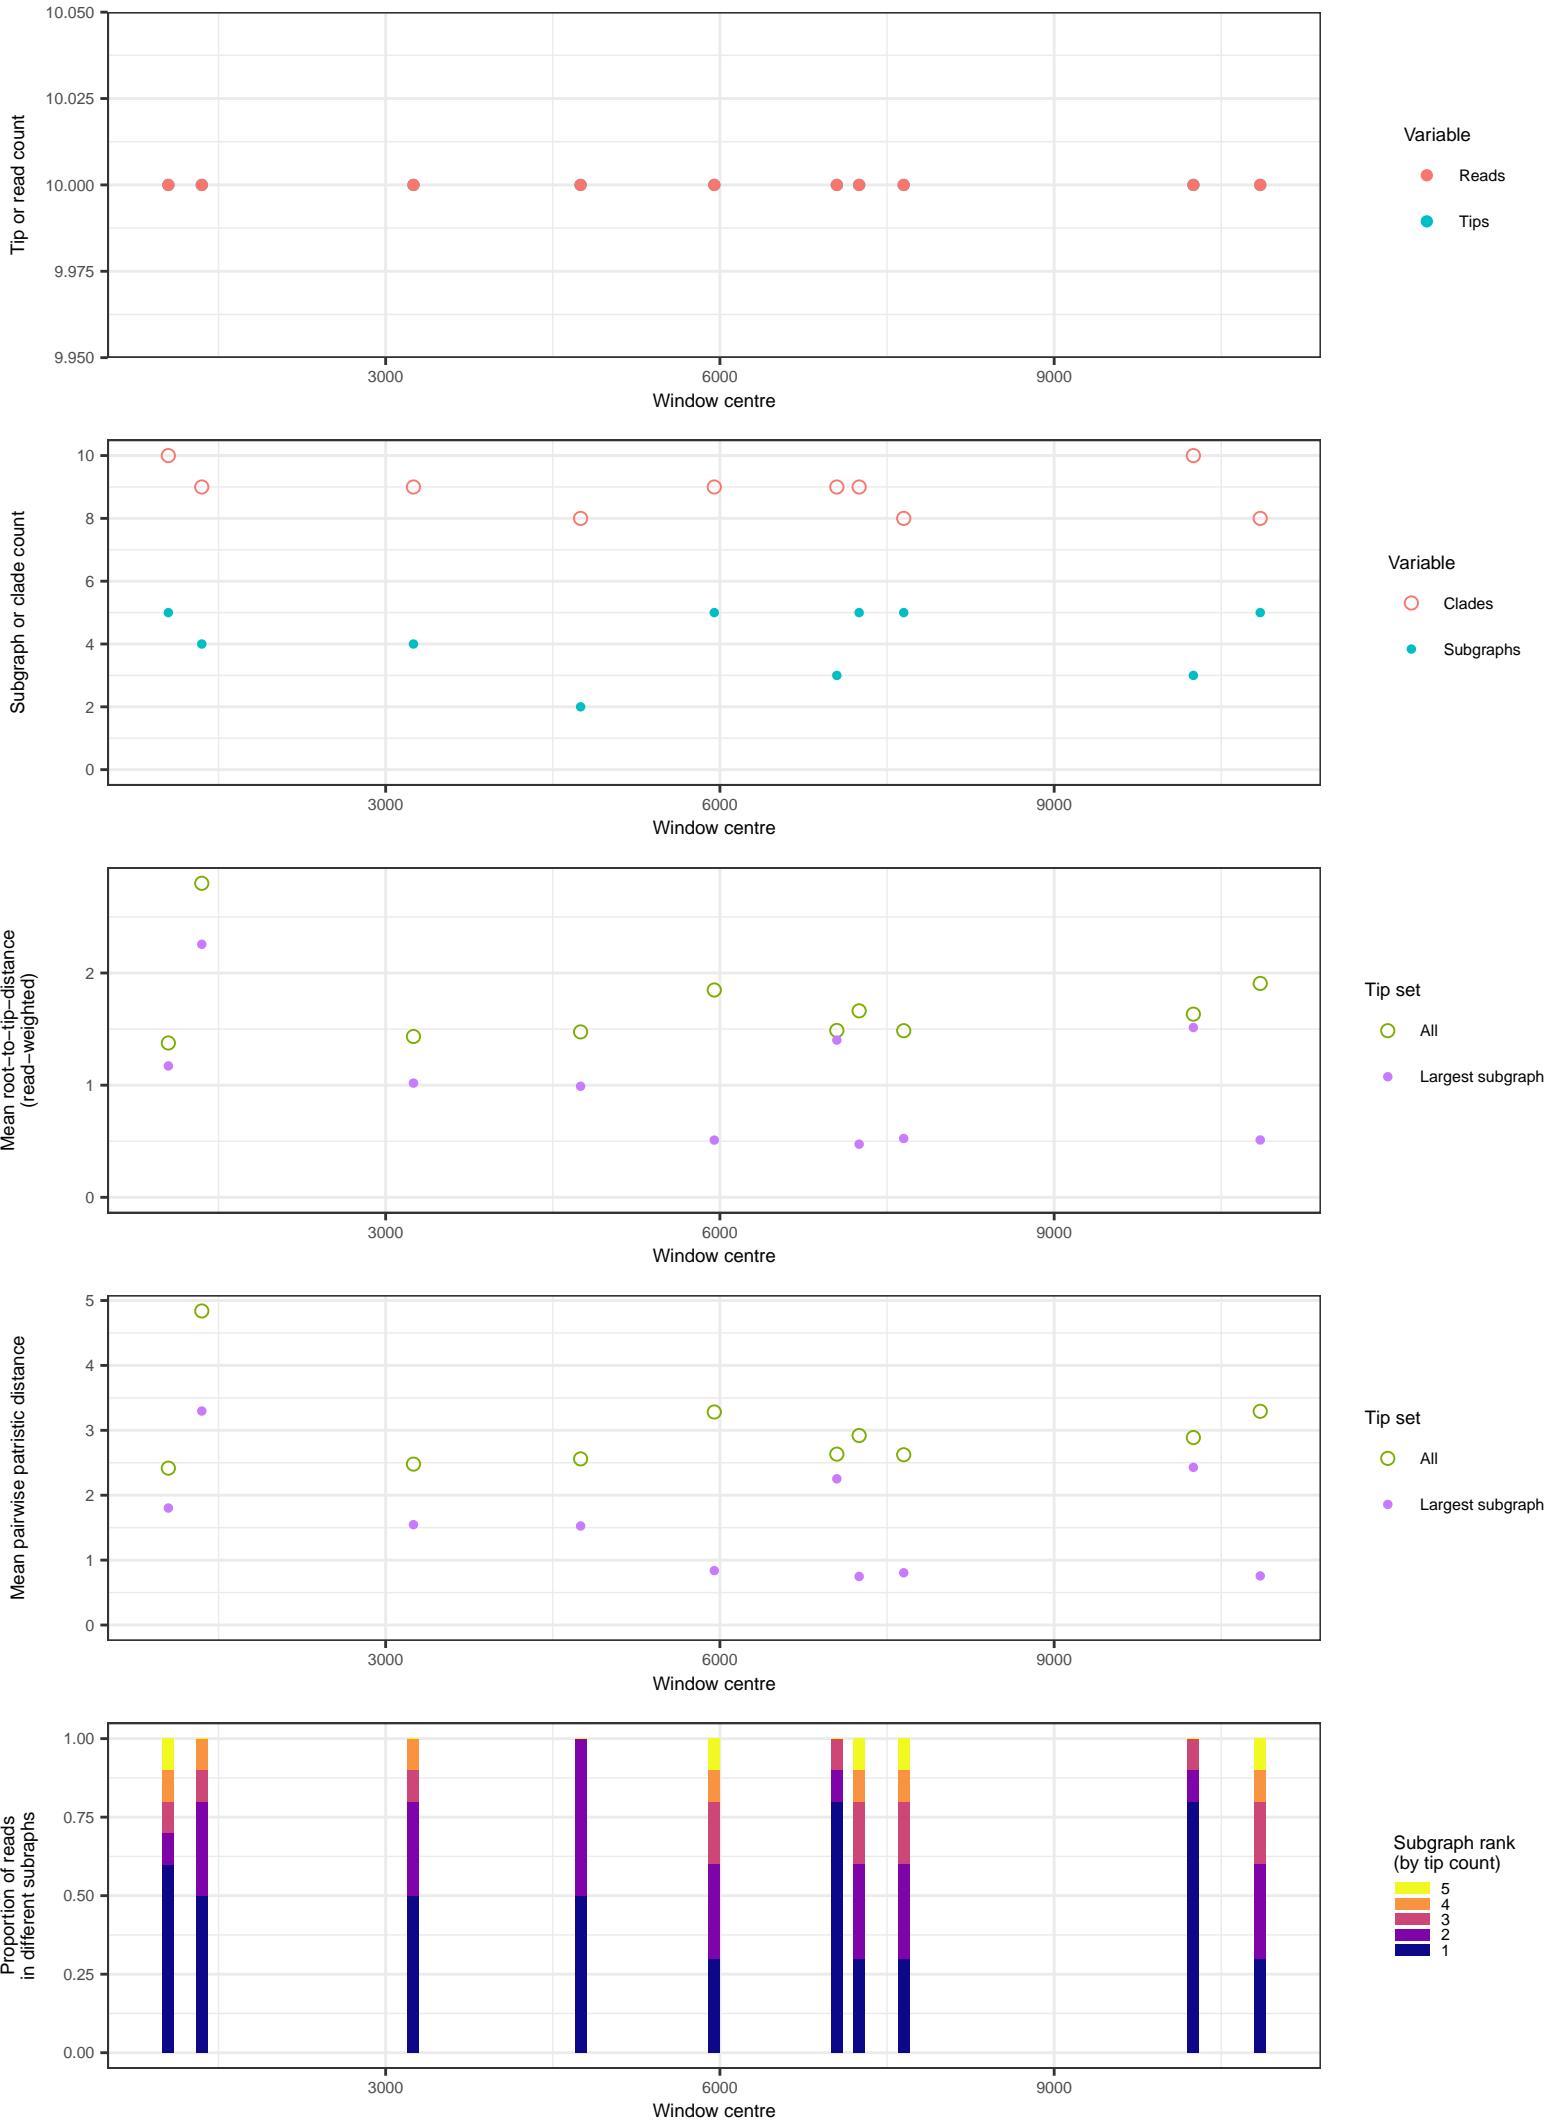 10.050
10.025
10.000
9.975
9.950
Tip or read count
3000 6000 9000
Window centre
Variable
Reads
Tips
10
8
6
4
2
0
Subgraph or clade count
3000 6000 9000
Window centre
Variable
Clades
Subgraphs
2
1
0
Mean root−to−tip−distance
(read−weighted)
3000 6000 9000
Window centre
Tip set
All
Largest subgraph
5
4
3
2
1
0
Mean pairwise patristic distance
3000 6000 9000
Window centre
Tip set
All
Largest subgraph
1.00
0.75
0.50
0.25
0.00
Proportion of reads
in different subraphs
3000 6000 9000
Window centre
Subgraph rank
(by tip count)
5
4
3
2
1